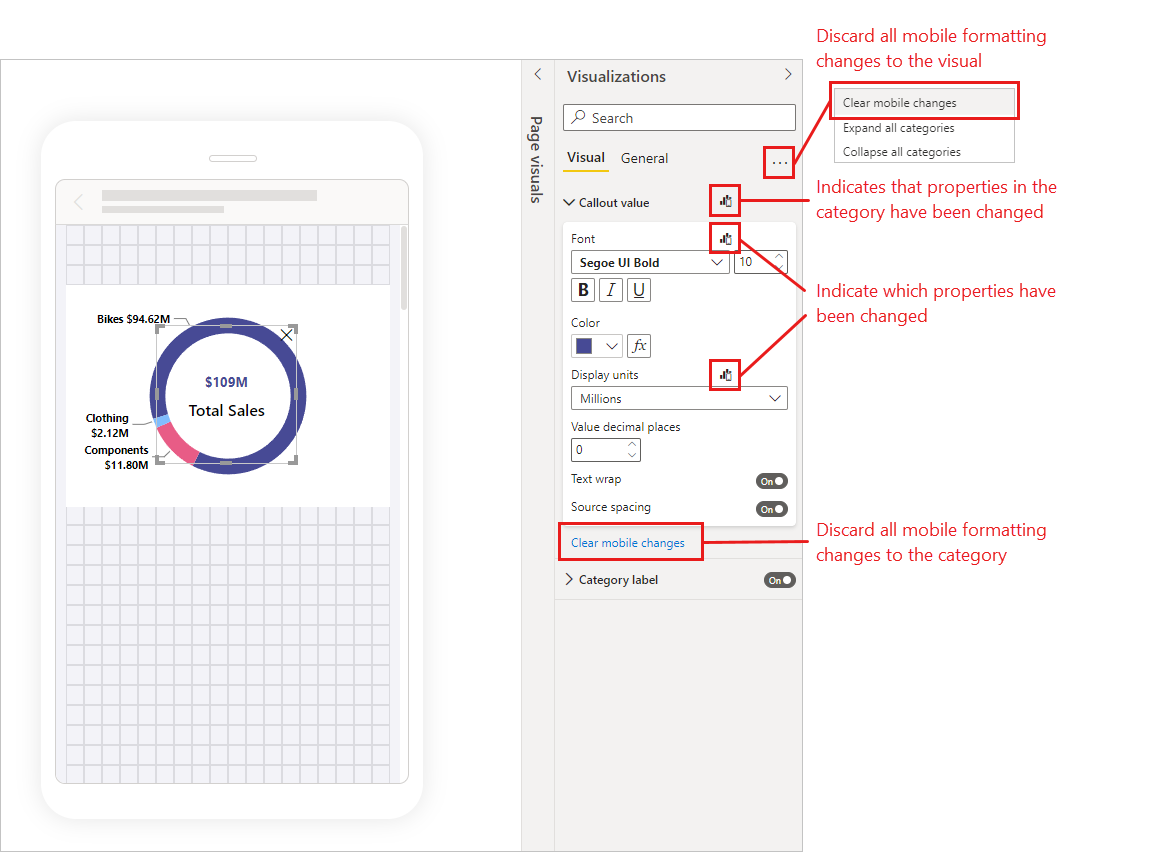 Discard all mobile formatting
changes to the visual
Visualizations
Search
Clear mobile changes
Expand all categories
Collapse all categories
Page visuals
Visual General
...
Callout value
Indicates that properties in the
category have been changed
Font
Segoe UI Bold 10
B I U
Indicate which properties have
been changed
Color
fx
Display units
Millions
Value decimal places
0
Text wrap On
Source spacing On
Clear mobile changes
Discard all mobile formatting
changes to the category
Category label On
Bikes $94.62M
$109M
Total Sales
Clothing
$2.12M
Components
$11.80M